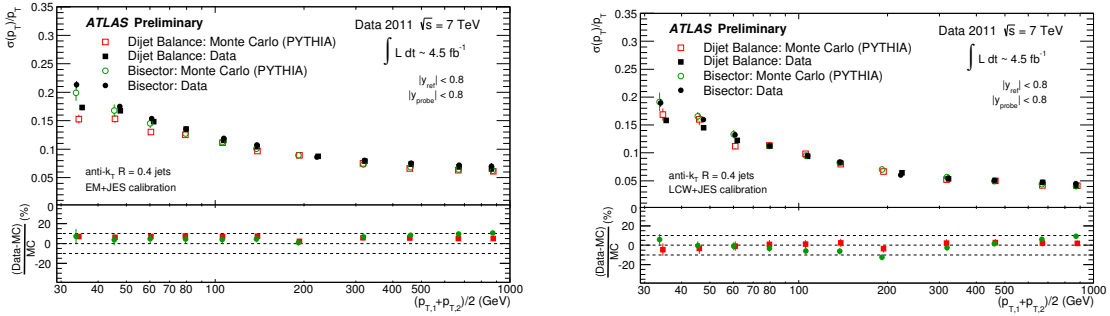 σ(p_T)/p_T
ATLAS Preliminary
Data 2011 √s = 7 TeV
Dijet Balance: Monte Carlo (PYTHIA)
Dijet Balance: Data
Bisector: Monte Carlo (PYTHIA)
Bisector: Data
∫ L dt ~ 4.5 fb⁻¹
|y_ref| < 0.8
|y_probe| < 0.8
anti-k_T R = 0.4 jets
EM+JES calibration
0.3
0.25
0.2
0.15
0.1
0.05
0
(Data-MC)/MC (%)
20
0
-20
30 40 50 60 70 80 100 200 300 400 500 1000
(p_T,1+p_T,2)/2 (GeV)
σ(p_T)/p_T
ATLAS Preliminary
Data 2011 √s = 7 TeV
Dijet Balance: Monte Carlo (PYTHIA)
Dijet Balance: Data
Bisector: Monte Carlo (PYTHIA)
Bisector: Data
∫ L dt ~ 4.5 fb⁻¹
|y_ref| < 0.8
|y_probe| < 0.8
anti-k_T R = 0.4 jets
LCW+JES calibration
0.3
0.25
0.2
0.15
0.1
0.05
0
(Data-MC)/MC (%)
20
0
-20
30 40 50 60 70 80 100 200 300 400 500 1000
(p_T,1+p_T,2)/2 (GeV)